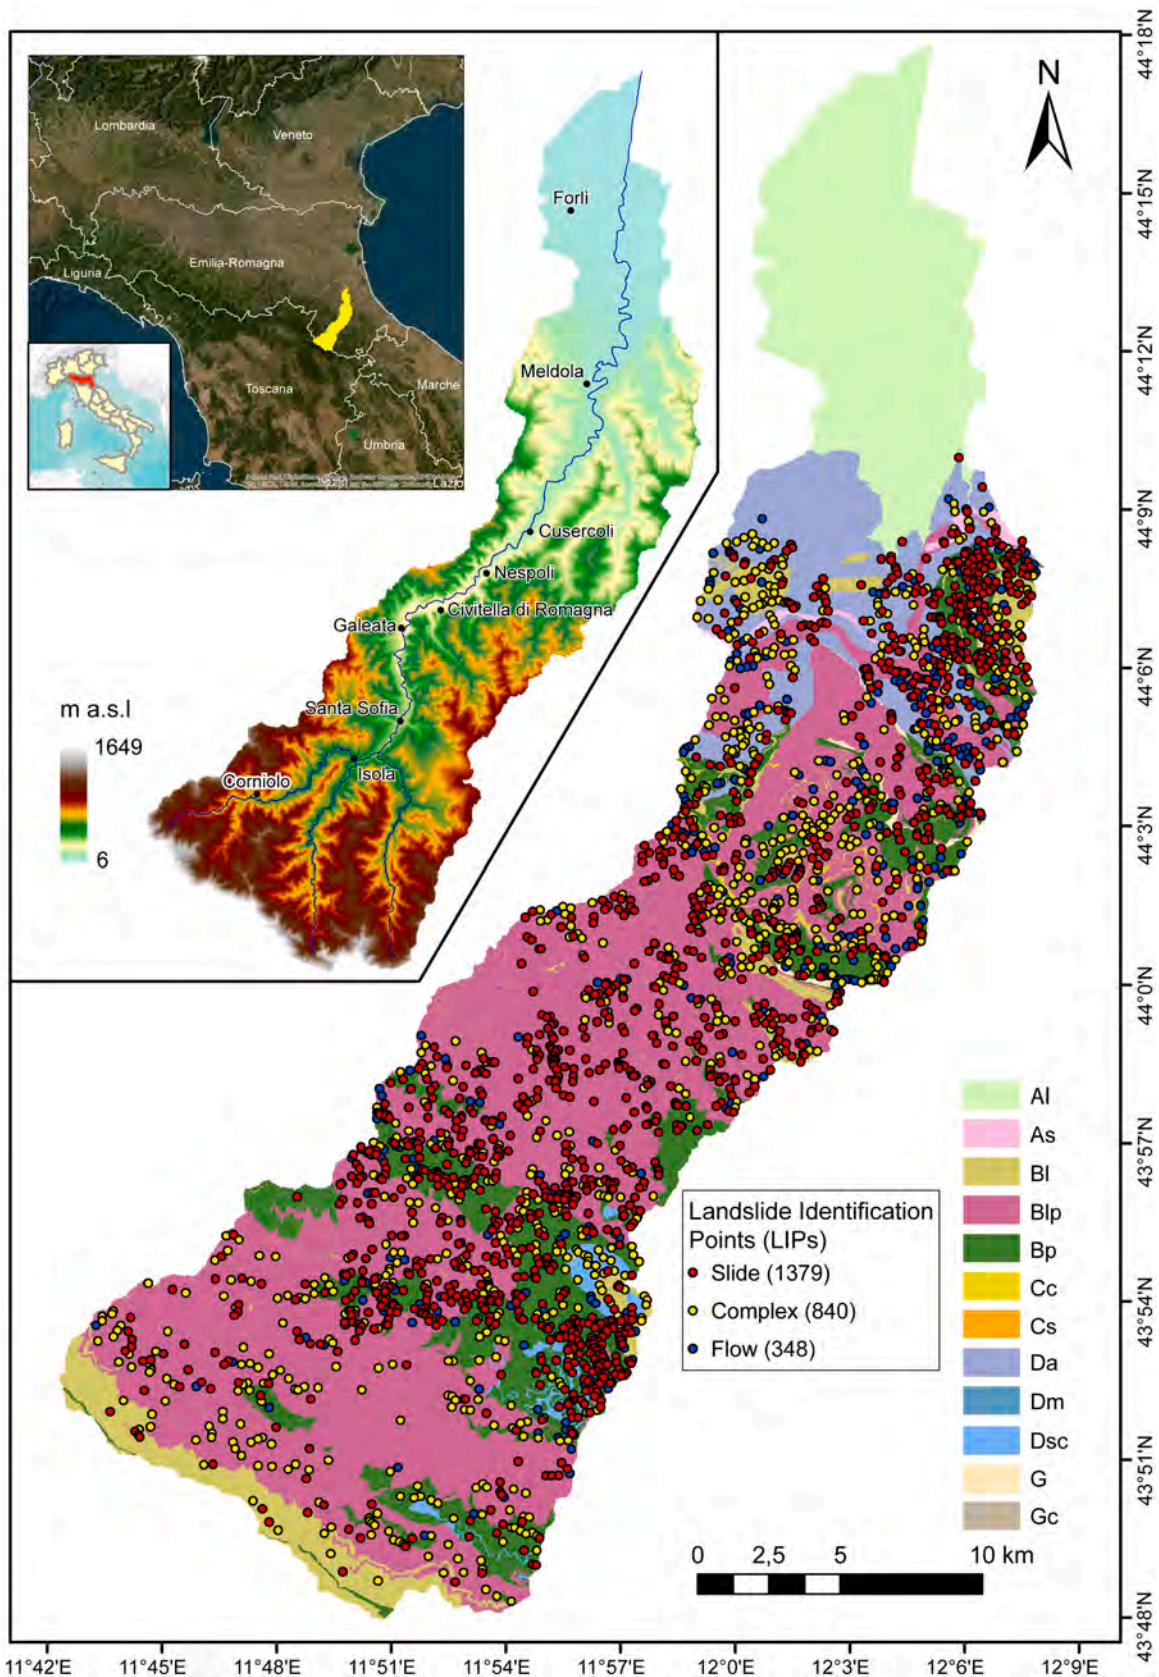 Lombardia
Veneto
Emilia-Romagna
Liguria
Toscana
Marche
Umbria
Lazio
Forlì
Meldola
Cusercoli
Nespoli
Civitella di Romagna
Galeata
Santa Sofia
Isola
Corniolo
m a.s.l
1649
6
N
44°18'N
44°15'N
44°12'N
44°9'N
44°6'N
44°3'N
44°0'N
43°57'N
43°54'N
43°51'N
43°48'N
Al
As
Bl
Blp
Bp
Cc
Cs
Da
Dm
Dsc
G
Gc
Landslide Identification
Points (LIPs)
Slide (1379)
Complex (840)
Flow (348)
0 2,5 5 10 km
11°42'E 11°45'E 11°48'E 11°51'E 11°54'E 11°57'E 12°0'E 12°3'E 12°6'E 12°9'E